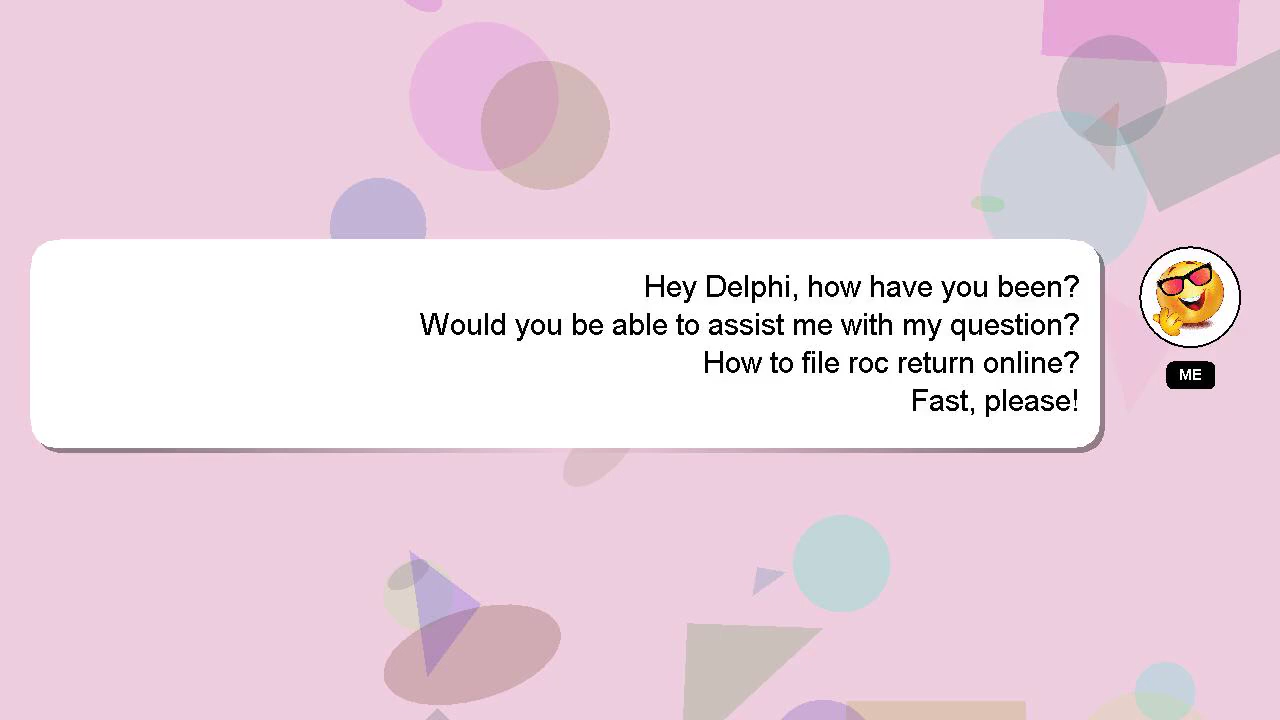 Hey Delphi, how have you been?
Would you be able to assist me with my question?
How to file roc return online?
Fast, please!
ME